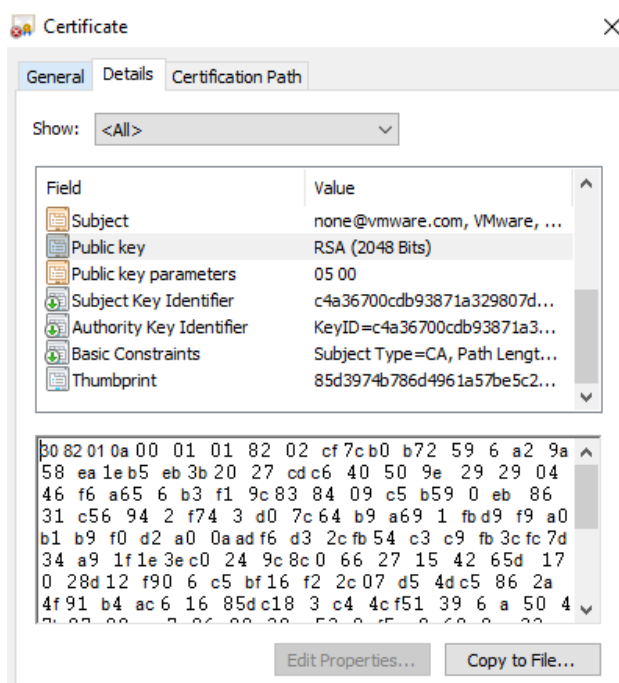 Certificate
General Details Certification Path
Show: <All>
Field Value
Subject none@vmware.com, VMware, ...
Public key RSA (2048 Bits)
Public key parameters 05 00
Subject Key Identifier c4a36700cdb93871a329807d...
Authority Key Identifier KeyID=c4a36700cdb93871a3...
Basic Constraints Subject Type=CA, Path Lengt...
Thumbprint 85d3974b786d4961a57be5c2...
30 82 01 0a 00 01 01 82 02 cf 7c b0 b72 59 6 a2 9a
58 ea 1e b5 eb 3b 20 27 cd c6 40 50 9e 29 29 04
46 f6 a65 6 b3 f1 9c 83 84 09 c5 b59 0 eb 86
31 c56 94 2 f74 3 d0 7c 64 b9 a69 1 fb d9 f9 a0
b1 b9 f0 d2 a0 0a ad f6 d3 2c fb 54 c3 c9 fb 3c fc 7d
34 a9 1f 1e 3e c0 24 9c 8c 0 66 27 15 42 65d 17
0 28d 12 f90 6 c5 bf 16 f2 2c 07 d5 4d c5 86 2a
4f 91 b4 ac 6 16 85d c18 3 c4 4c f51 39 6 a 50 4
Edit Properties... Copy to File...